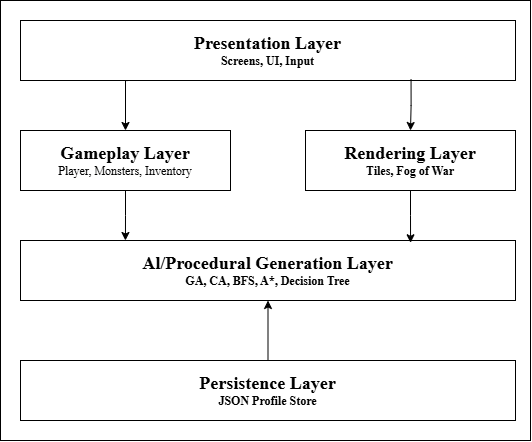 Presentation Layer
Screens, UI, Input
Gameplay Layer
Player, Monsters, Inventory
Rendering Layer
Tiles, Fog of War
AI/Procedural Generation Layer
GA, CA, BFS, A*, Decision Tree
Persistence Layer
JSON Profile Store